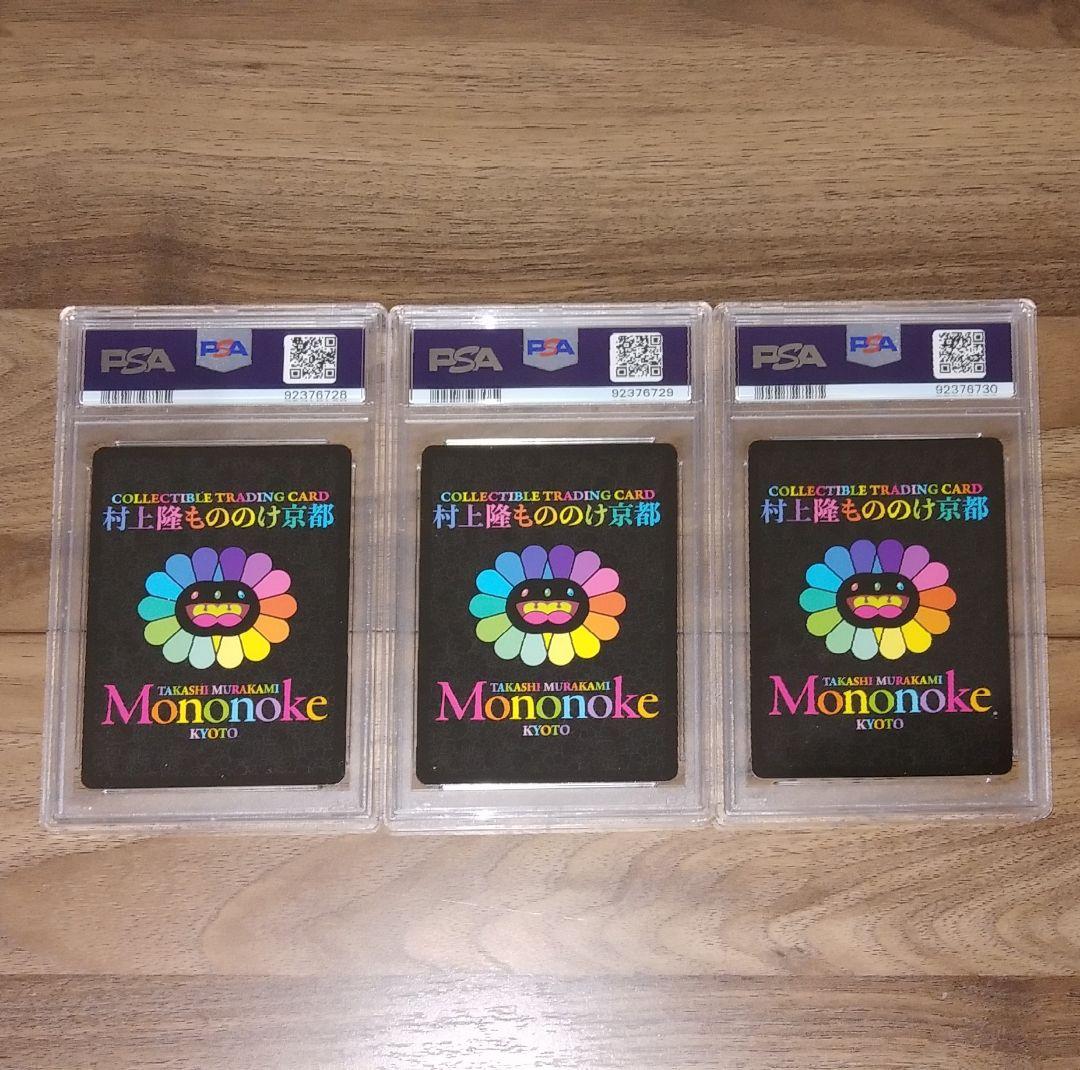 PSA PSA
92376728
COLLECTIBLE TRADING CARD
村上隆もののけ京都
TAKASHI MURAKAMI
Mononoke
KYOTO
PSA PSA
92376729
COLLECTIBLE TRADING CARD
村上隆もののけ京都
TAKASHI MURAKAMI
Mononoke
KYOTO
PSA PSA
92376730
COLLECTIBLE TRADING CARD
村上隆もののけ京都
TAKASHI MURAKAMI
Mononoke
KYOTO